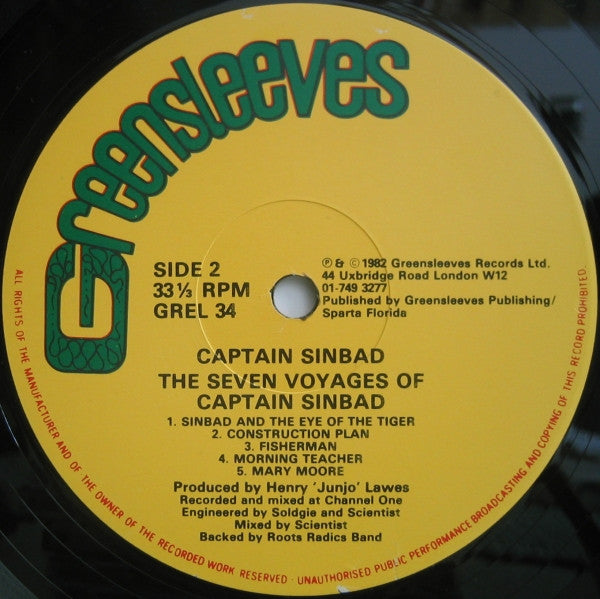 Greensleeves
SIDE 2
33⅓ RPM
GREL 34
℗ & © 1982 Greensleeves Records Ltd.
44 Uxbridge Road London W12
01-749 3277
Published by Greensleeves Publishing/
Sparta Florida
CAPTAIN SINBAD
THE SEVEN VOYAGES OF
CAPTAIN SINBAD
1. SINBAD AND THE EYE OF THE TIGER
2. CONSTRUCTION PLAN
3. FISHERMAN
4. MORNING TEACHER
5. MARY MOORE
Produced by Henry 'Junjo' Lawes
Recorded and mixed at Channel One
Engineered by Soldgie and Scientist
Mixed by Scientist
Backed by Roots Radics Band
ALL RIGHTS OF THE MANUFACTURER AND OF THE OWNER OF THE RECORDED WORK RESERVED · UNAUTHORISED PUBLIC PERFORMANCE BROADCASTING AND COPYING OF THIS RECORD PROHIBITED.